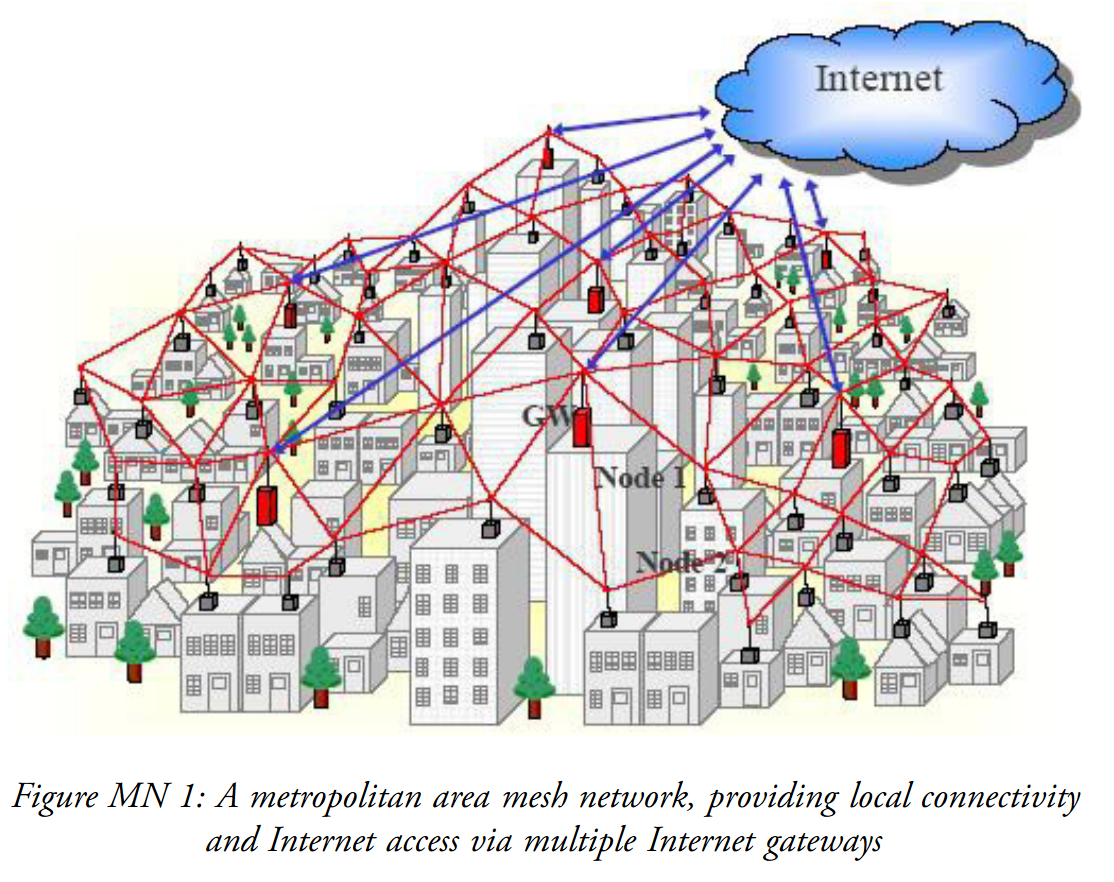 Internet
GW
Node 1
Node 2
Figure MN 1: A metropolitan area mesh network, providing local connectivity
and Internet access via multiple Internet gateways